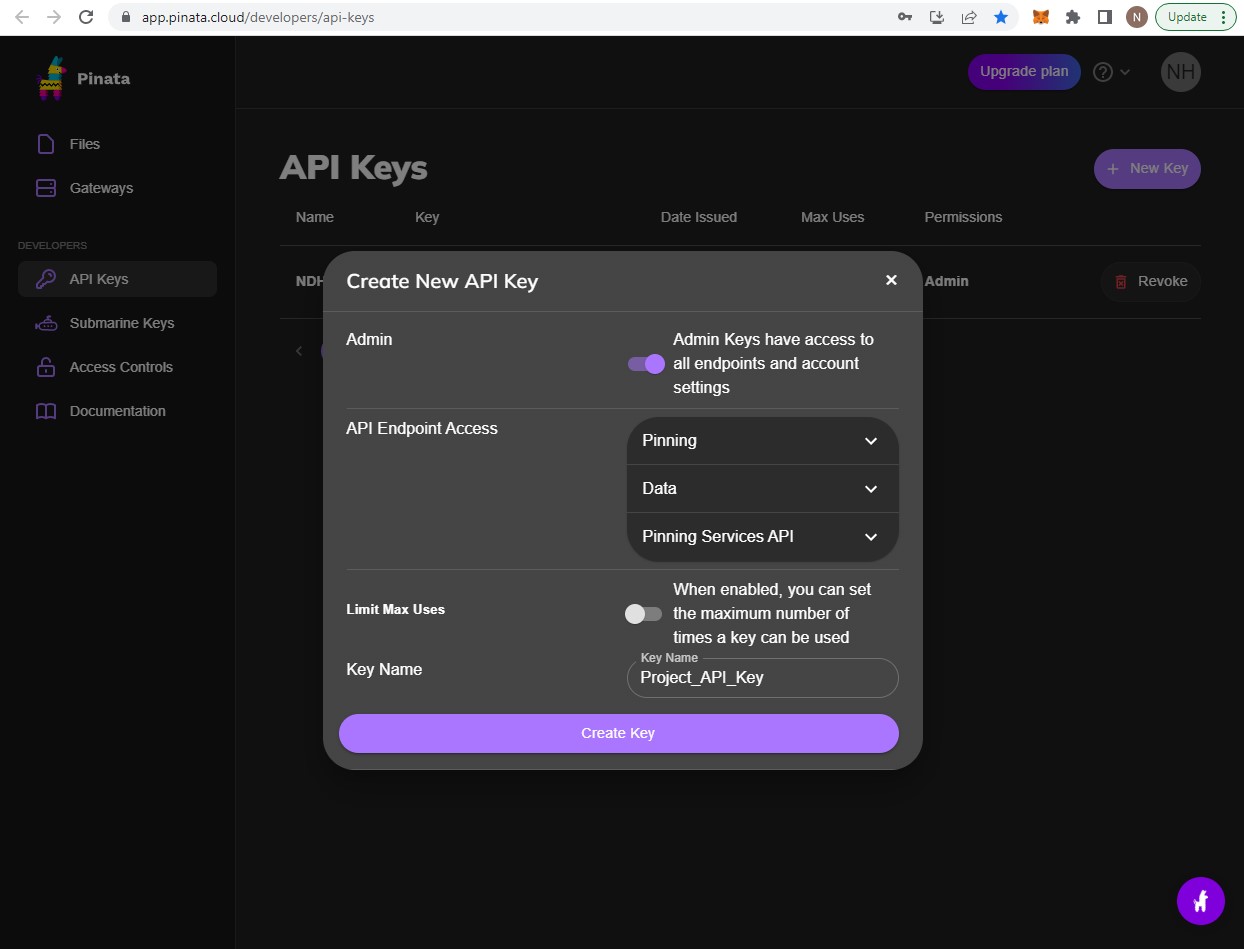 app.pinata.cloud/developers/api-keys
N
Update
Pinata
Upgrade plan
?
NH
Files
Gateways
DEVELOPERS
API Keys
Submarine Keys
Access Controls
Documentation
API Keys
+ New Key
Name Key Date Issued Max Uses Permissions
NDH Admin Revoke
Create New API Key
Admin
Admin Keys have access to
all endpoints and account
settings
API Endpoint Access
Pinning
Data
Pinning Services API
Limit Max Uses
When enabled, you can set
the maximum number of
times a key can be used
Key Name
Key Name
Project_API_Key
Create Key